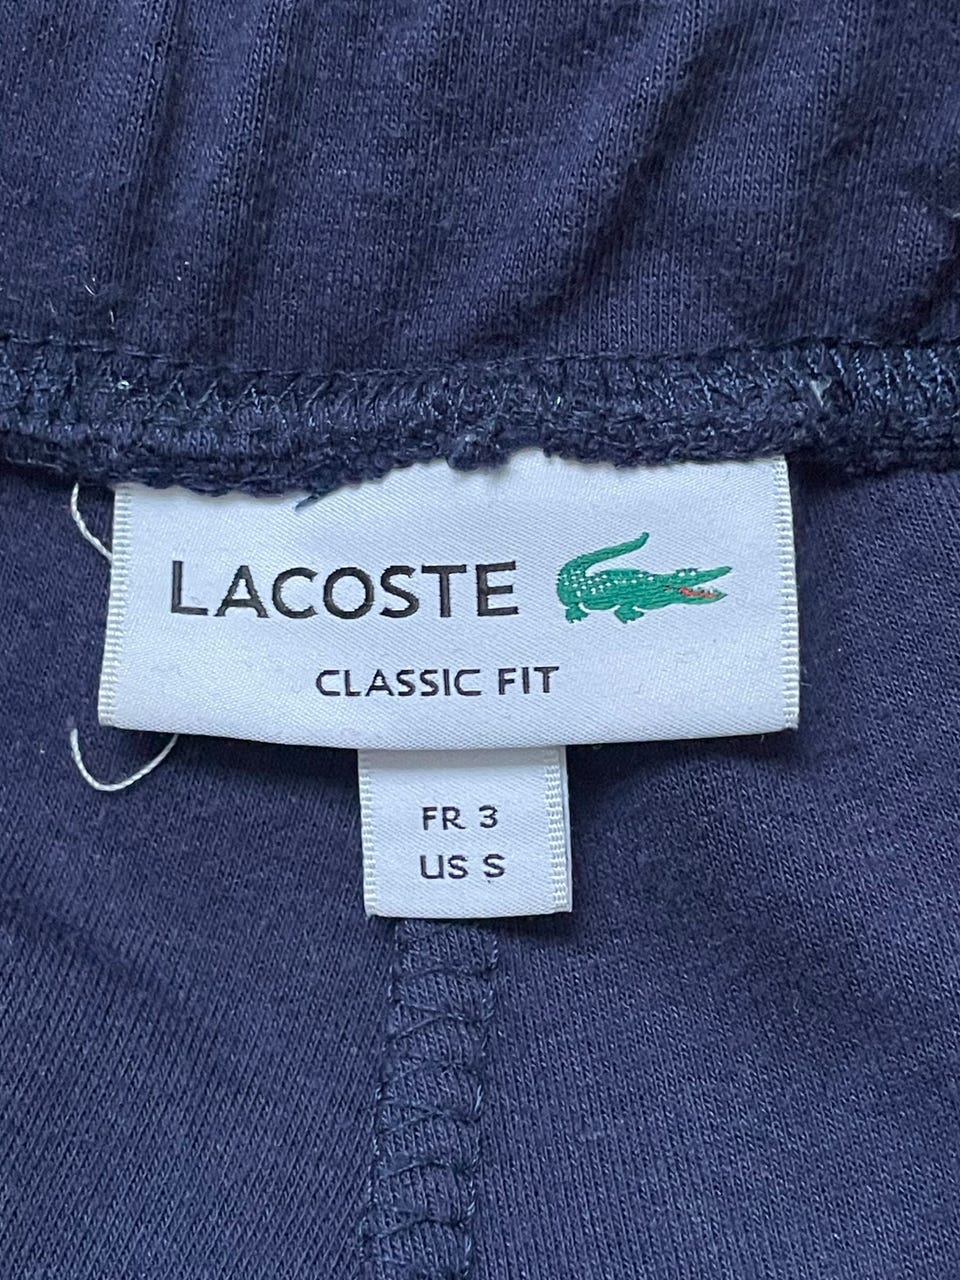 LACOSTE
CLASSIC FIT
FR 3
US S